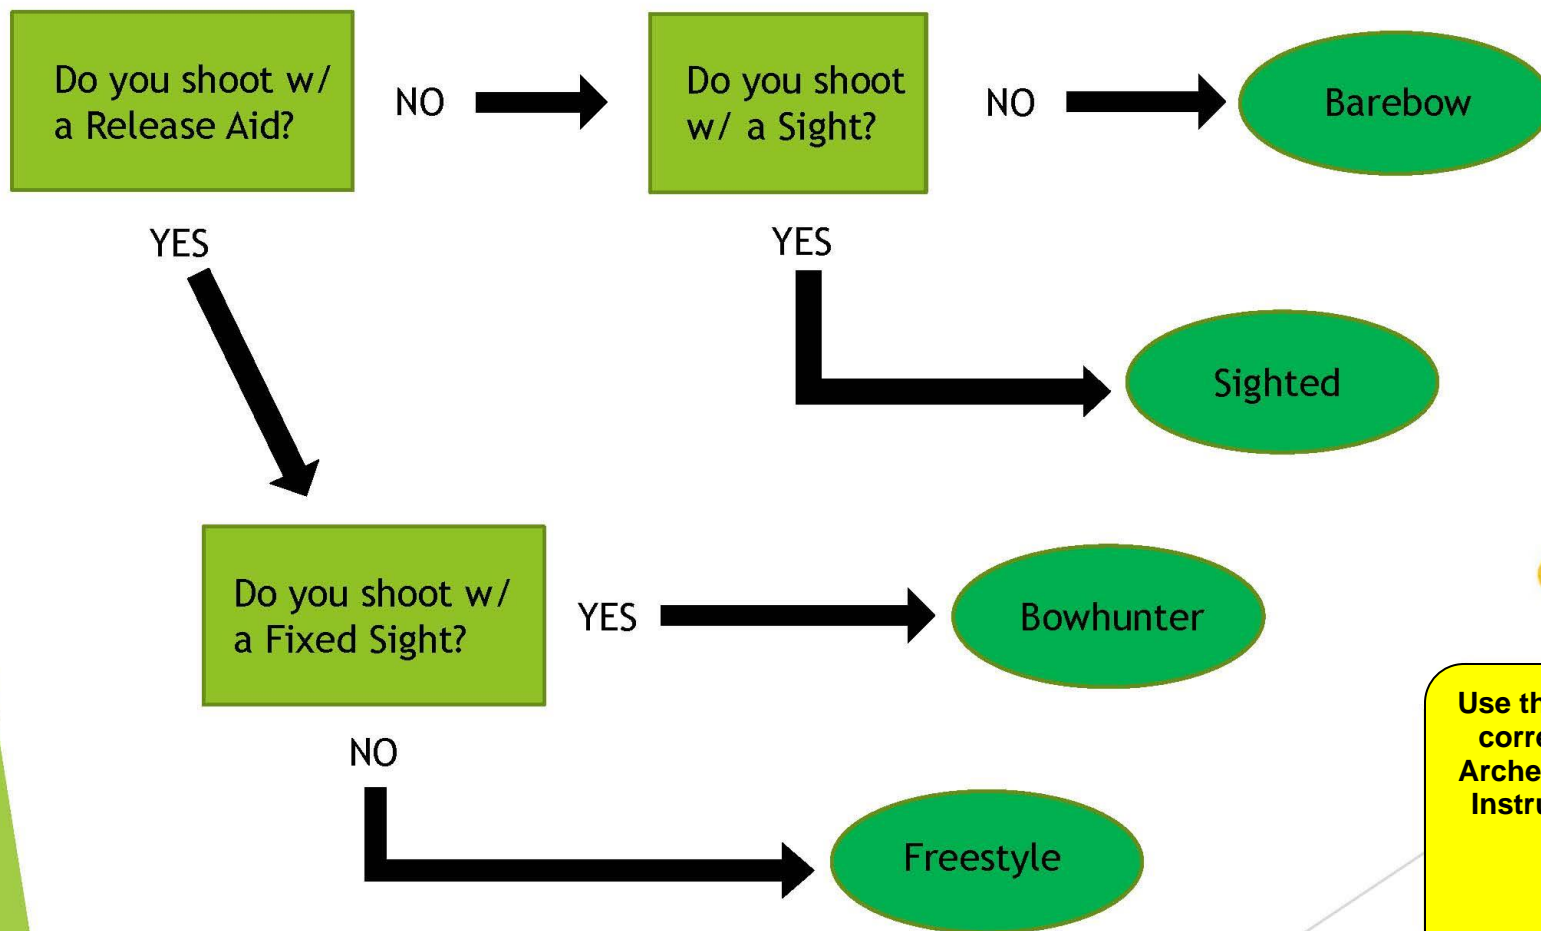 Do you shoot w/
a Release Aid?
NO
Do you shoot
w/ a Sight?
NO
Barebow
YES
YES
Sighted
Do you shoot w/
a Fixed Sight?
YES
Bowhunter
NO
Freestyle
Use